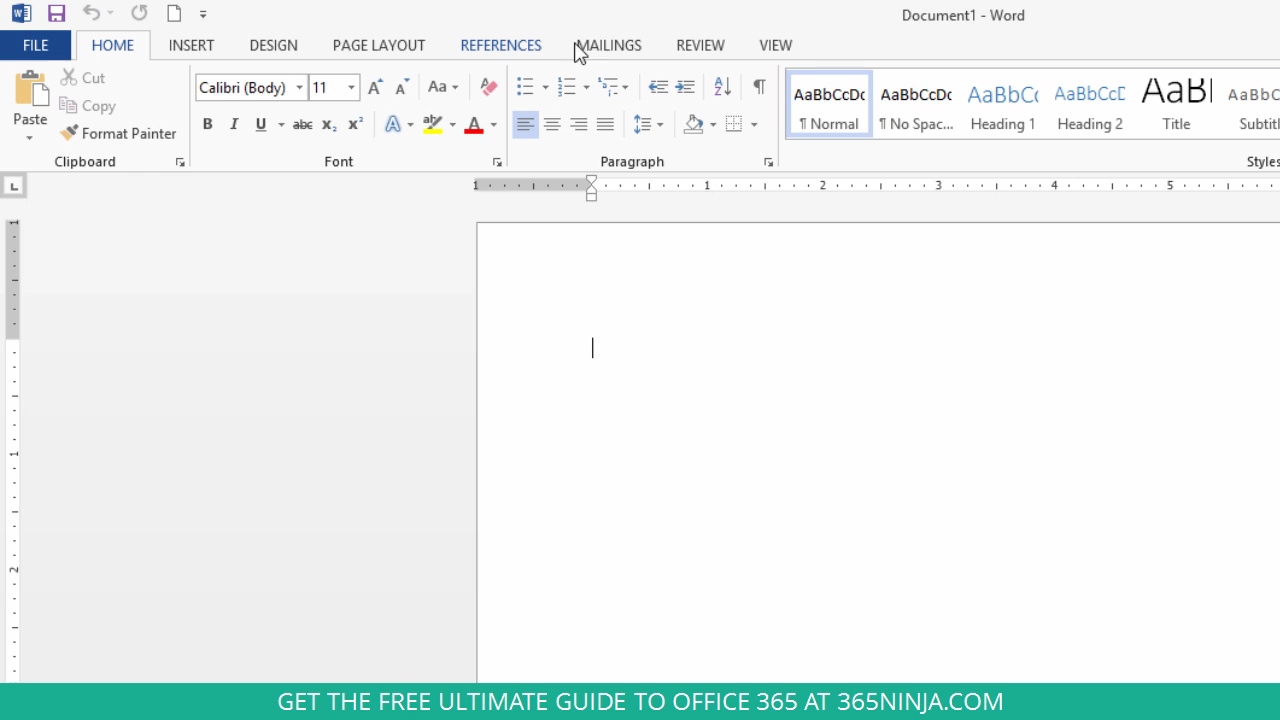 Document1 - Word
FILE HOME INSERT DESIGN PAGE LAYOUT REFERENCES MAILINGS REVIEW VIEW
Cut
Copy
Paste
Format Painter
Clipboard
Calibri (Body) 11 Aa
B I U abc x₂ x² A aby A
Font
Paragraph
AaBbCcDc AaBbCcDc AaBbCc AaBbCcD AaBl AaBbCc
¶ Normal ¶ No Spac... Heading 1 Heading 2 Title Subtitl
Styles
1 1 2 3 4 5
1
1
2
GET THE FREE ULTIMATE GUIDE TO OFFICE 365 AT 365NINJA.COM